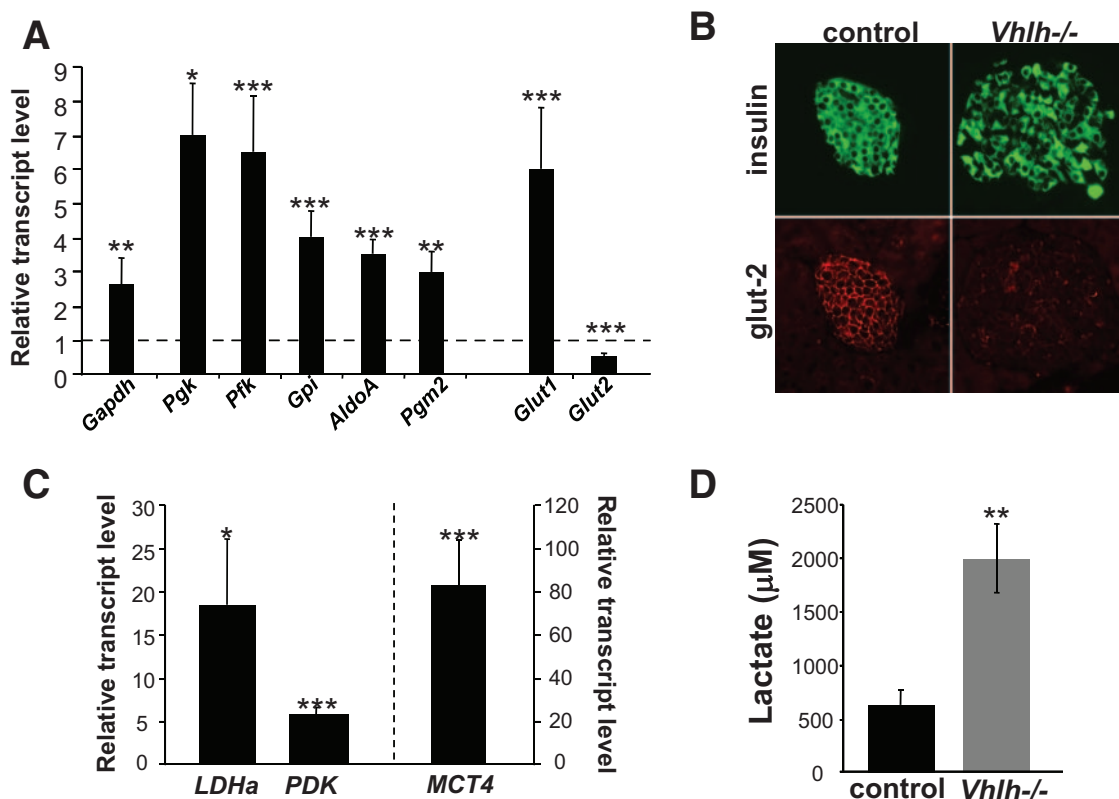 A
Relative transcript level
9
8
7
6
5
4
3
2
1
0
* *** *** ** *** *** ** ***
Gapdh Pgk Pfk Gpi AldoA Pgm2 Glut1 Glut2
B
control Vhlh-/-
insulin
glut-2
C
Relative transcript level
30
25
20
15
10
5
0
* *** ***
120
100
80
60
40
20
0
Relative transcript level
LDHa PDK MCT4
D
Lactate (µM)
2500
2000
1500
1000
500
0
**
control Vhlh-/-